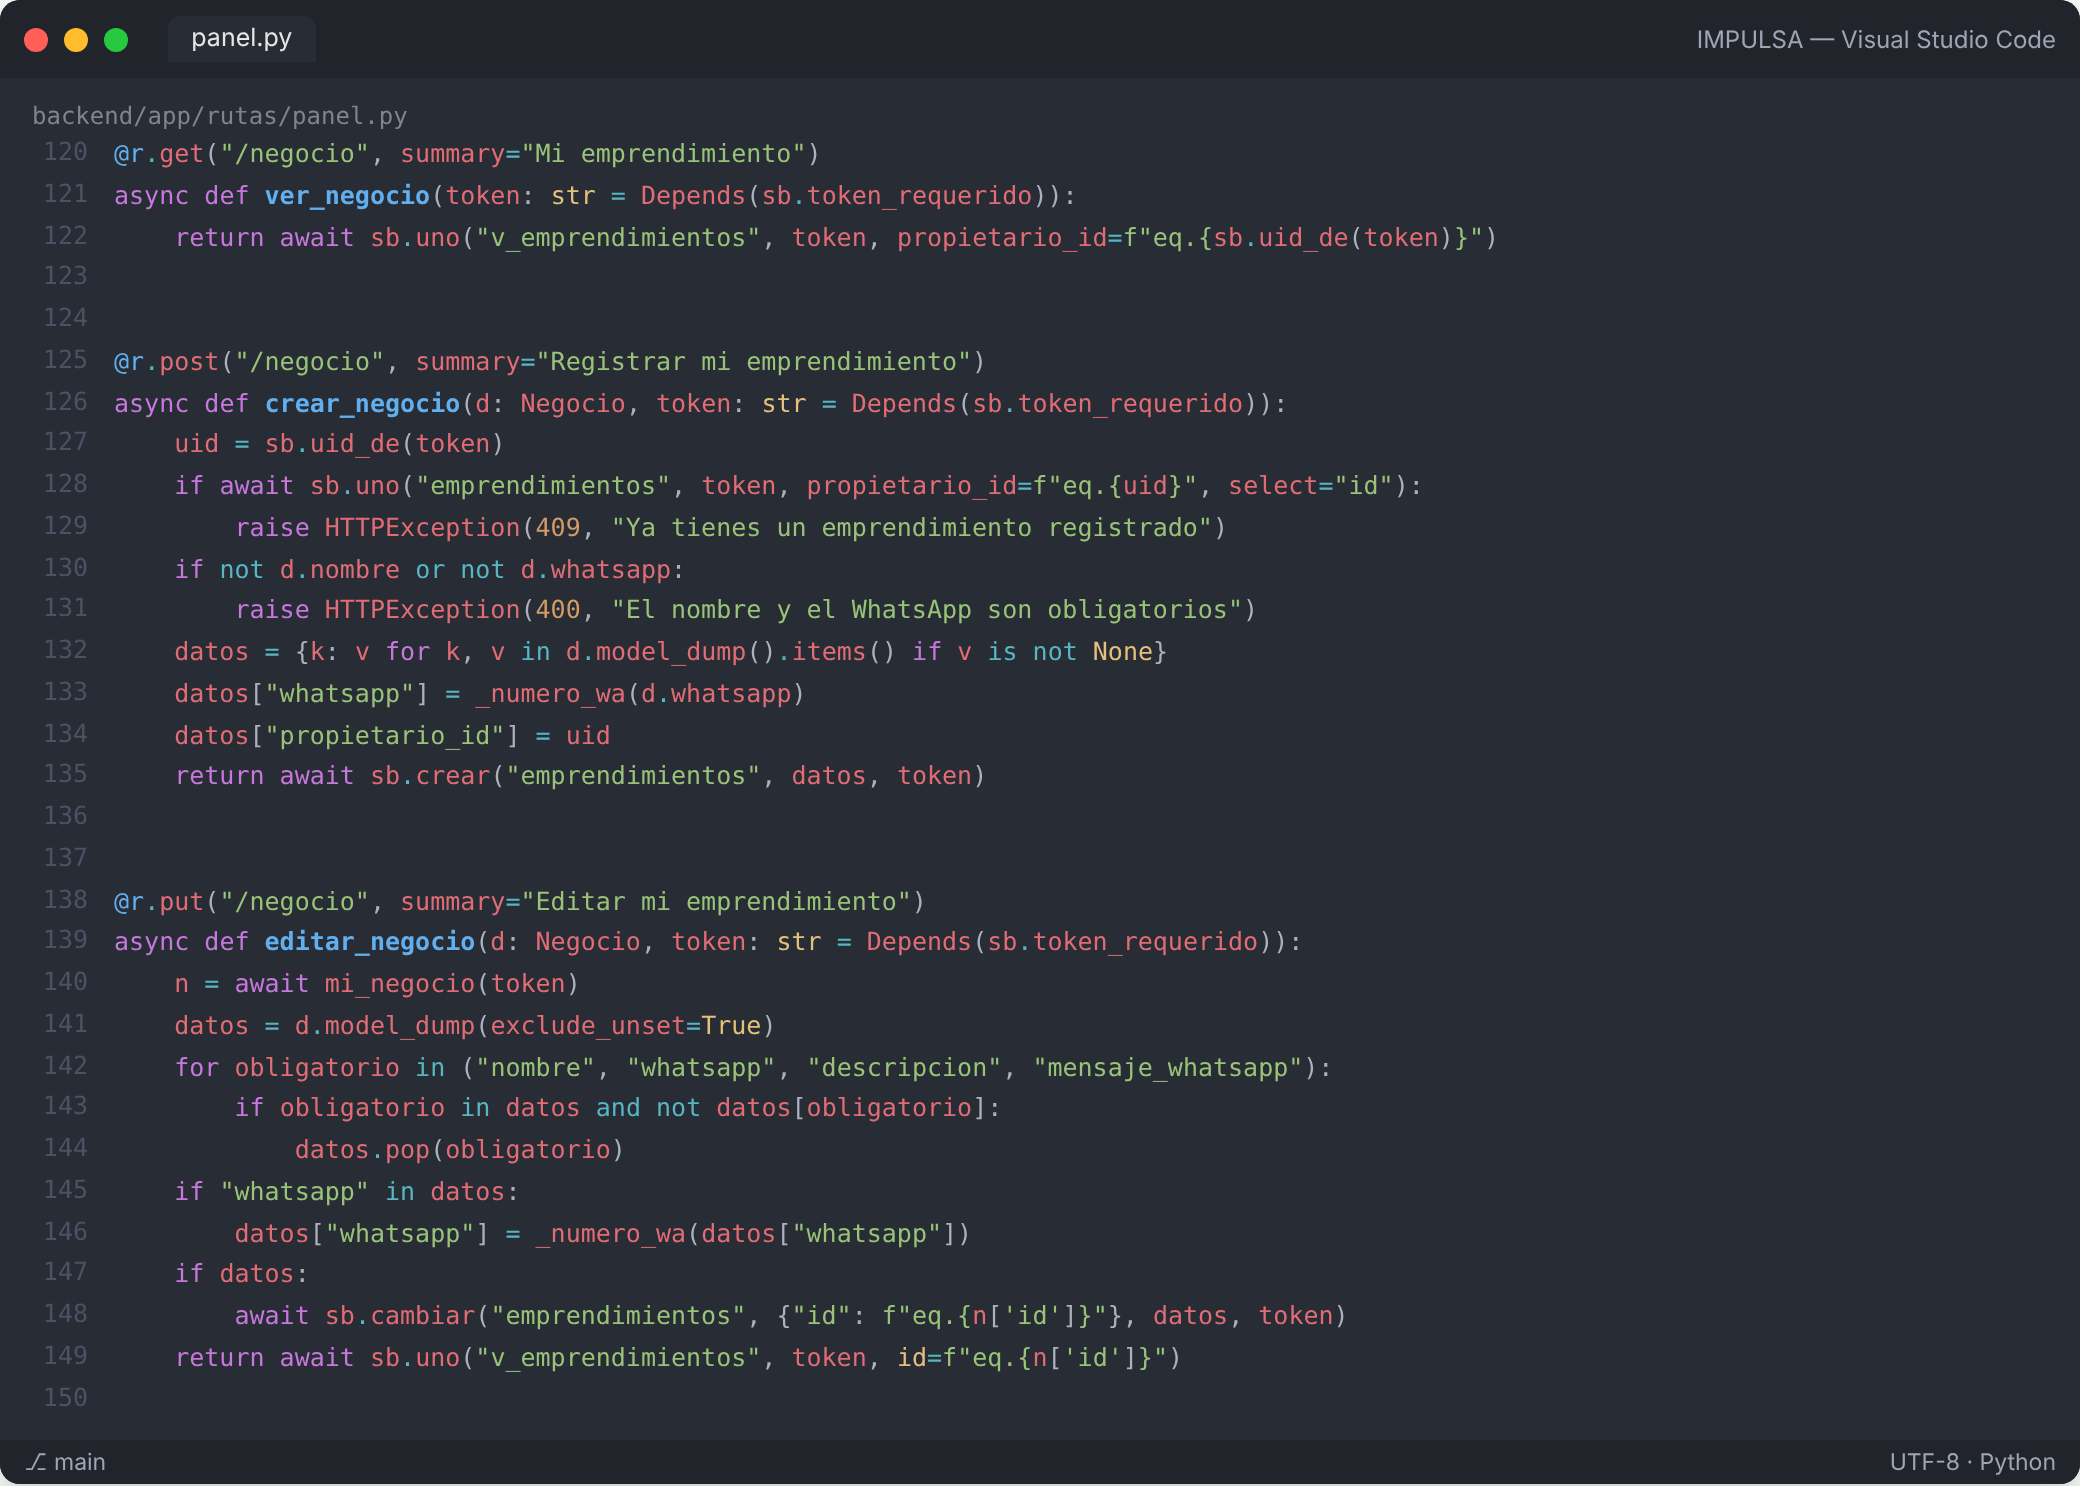 panel.py
IMPULSA — Visual Studio Code
backend/app/rutas/panel.py
120 @r.get("/negocio", summary="Mi emprendimiento")
121 async def ver_negocio(token: str = Depends(sb.token_requerido)):
122     return await sb.uno("v_emprendimientos", token, propietario_id=f"eq.{sb.uid_de(token)}")
123
124
125 @r.post("/negocio", summary="Registrar mi emprendimiento")
126 async def crear_negocio(d: Negocio, token: str = Depends(sb.token_requerido)):
127     uid = sb.uid_de(token)
128     if await sb.uno("emprendimientos", token, propietario_id=f"eq.{uid}", select="id"):
129         raise HTTPException(409, "Ya tienes un emprendimiento registrado")
130     if not d.nombre or not d.whatsapp:
131         raise HTTPException(400, "El nombre y el WhatsApp son obligatorios")
132     datos = {k: v for k, v in d.model_dump().items() if v is not None}
133     datos["whatsapp"] = _numero_wa(d.whatsapp)
134     datos["propietario_id"] = uid
135     return await sb.crear("emprendimientos", datos, token)
136
137
138 @r.put("/negocio", summary="Editar mi emprendimiento")
139 async def editar_negocio(d: Negocio, token: str = Depends(sb.token_requerido)):
140     n = await mi_negocio(token)
141     datos = d.model_dump(exclude_unset=True)
142     for obligatorio in ("nombre", "whatsapp", "descripcion", "mensaje_whatsapp"):
143         if obligatorio in datos and not datos[obligatorio]:
144             datos.pop(obligatorio)
145     if "whatsapp" in datos:
146         datos["whatsapp"] = _numero_wa(datos["whatsapp"])
147     if datos:
148         await sb.cambiar("emprendimientos", {"id": f"eq.{n['id']}"}, datos, token)
149     return await sb.uno("v_emprendimientos", token, id=f"eq.{n['id']}")
150
⎇ main
UTF-8 · Python